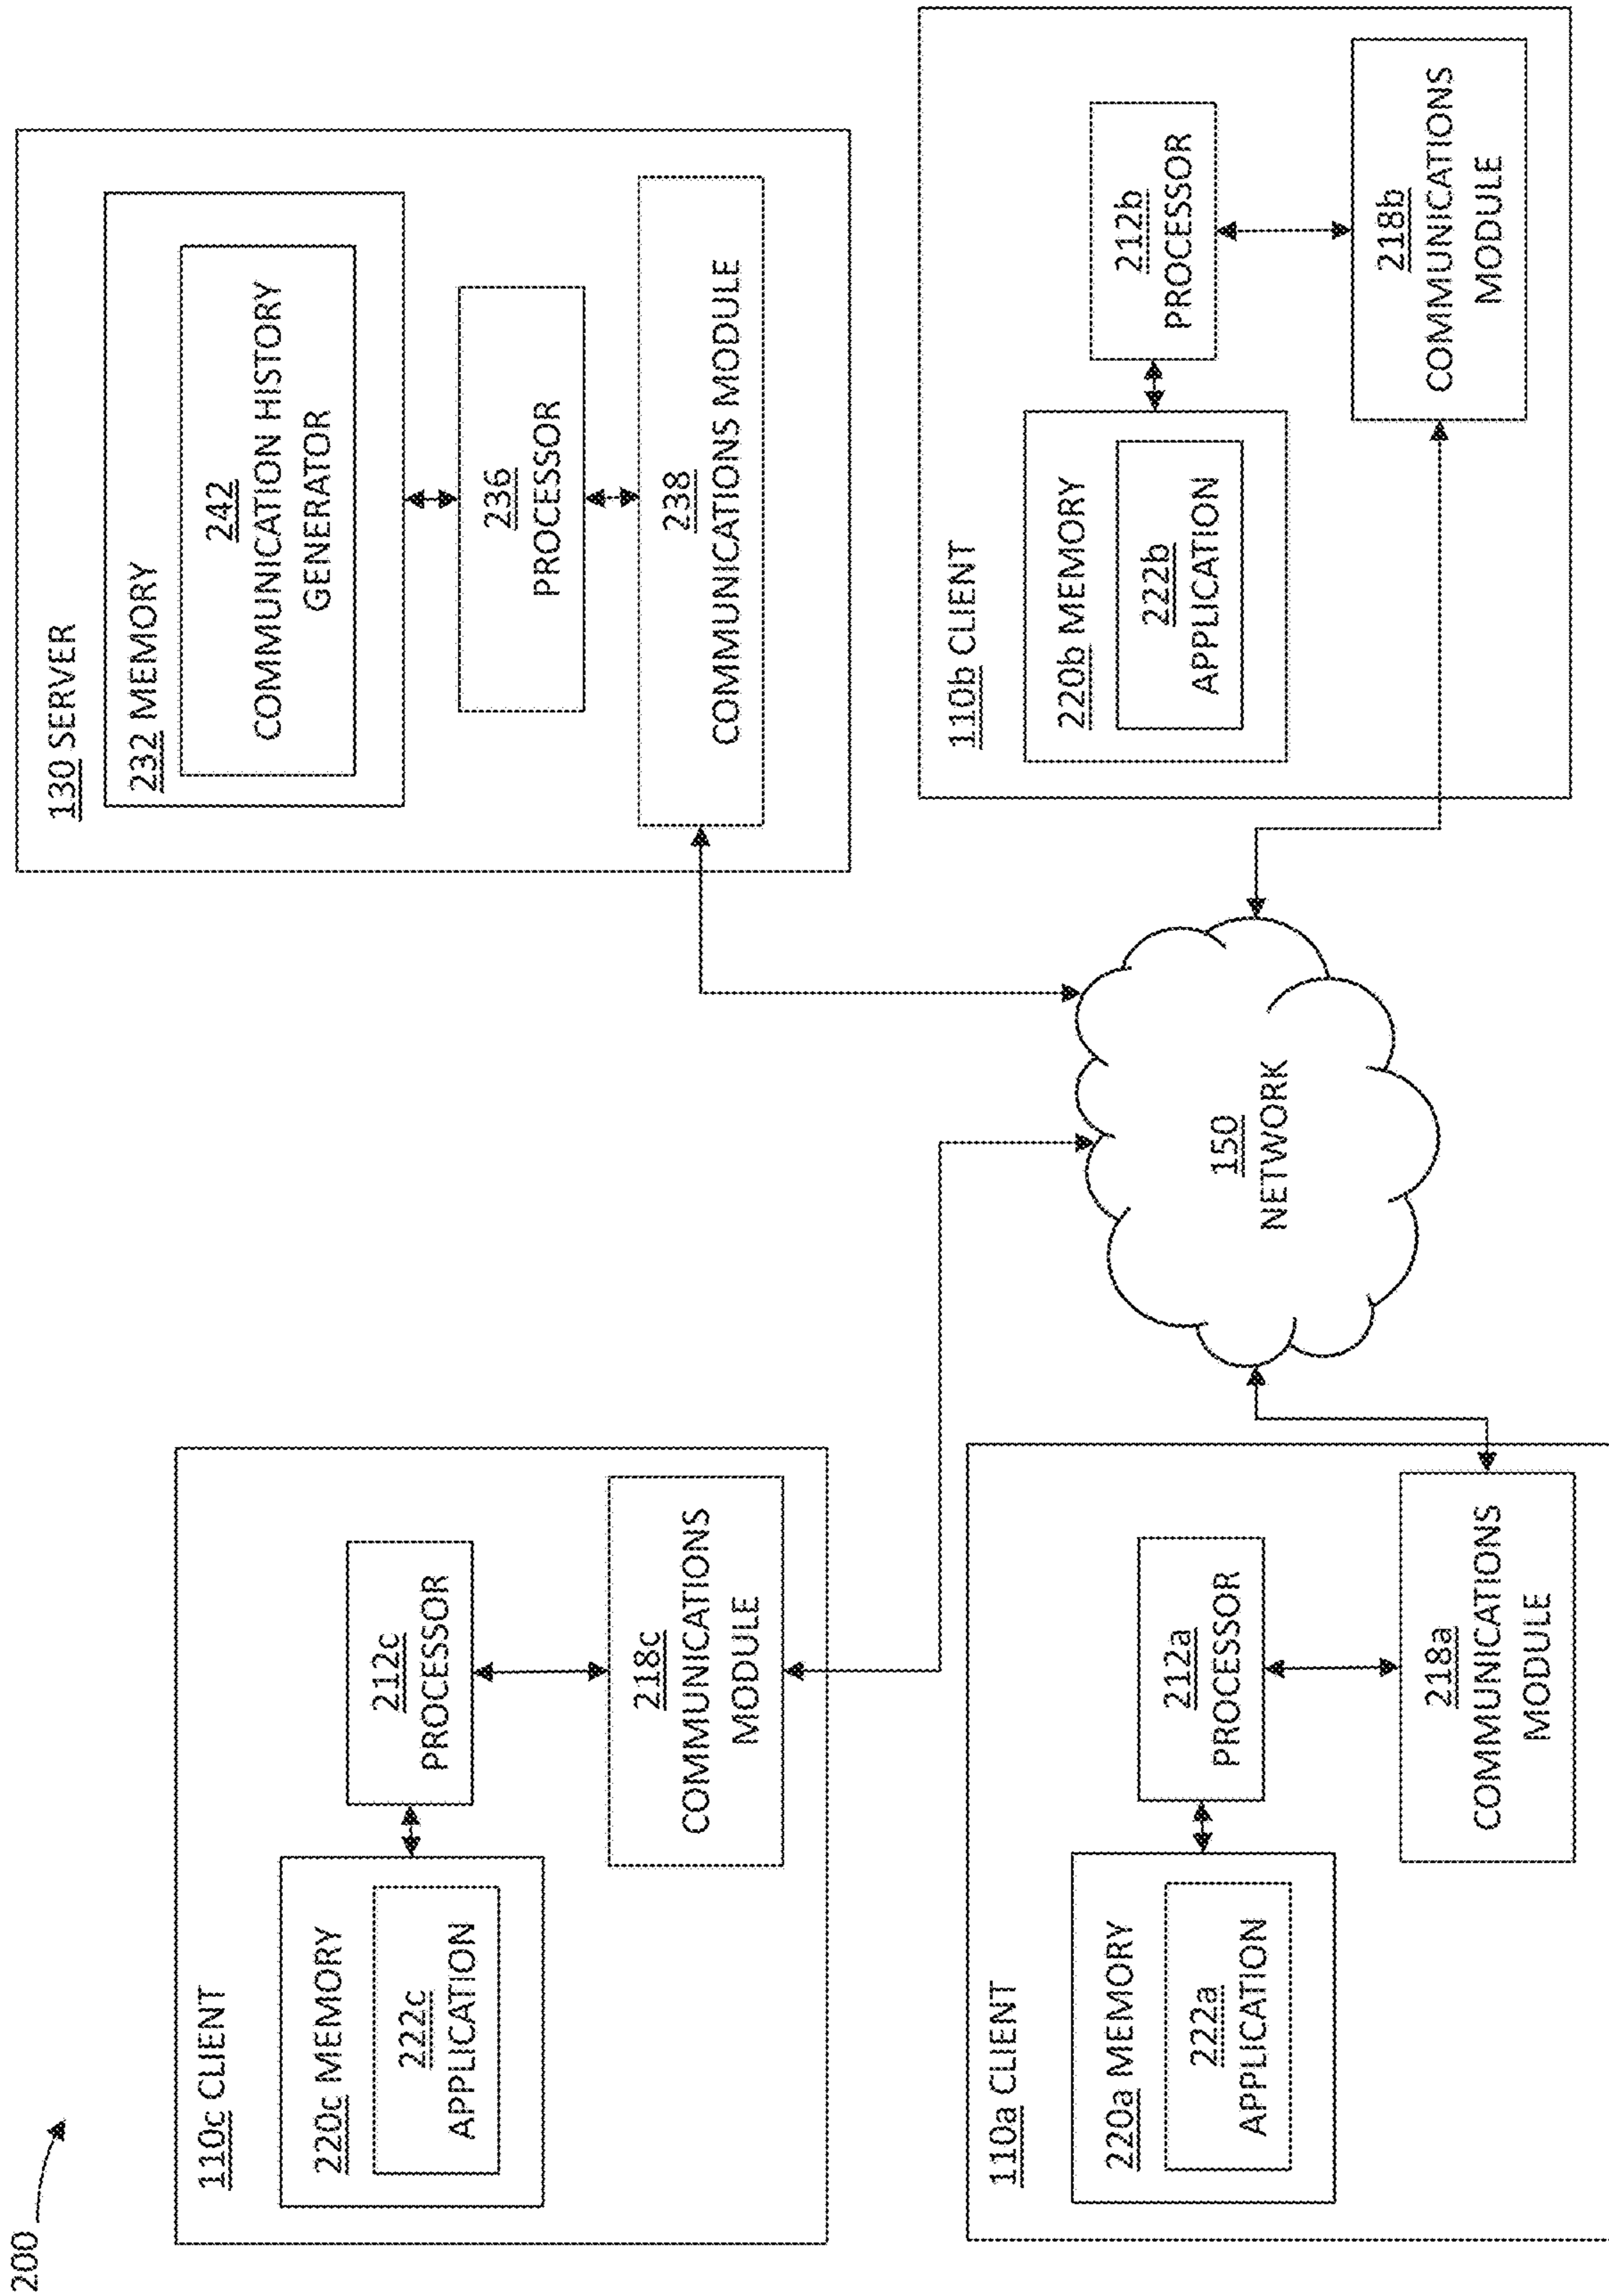 200
110c CLIENT
220c MEMORY
222c
APPLICATION
212c
PROCESSOR
218c
COMMUNICATIONS
MODULE
130 SERVER
232 MEMORY
242
COMMUNICATION HISTORY
GENERATOR
236
PROCESSOR
238
COMMUNICATIONS MODULE
150
NETWORK
110a CLIENT
220a MEMORY
222a
APPLICATION
212a
PROCESSOR
218a
COMMUNICATIONS
MODULE
110b CLIENT
220b MEMORY
222b
APPLICATION
212b
PROCESSOR
218b
COMMUNICATIONS
MODULE